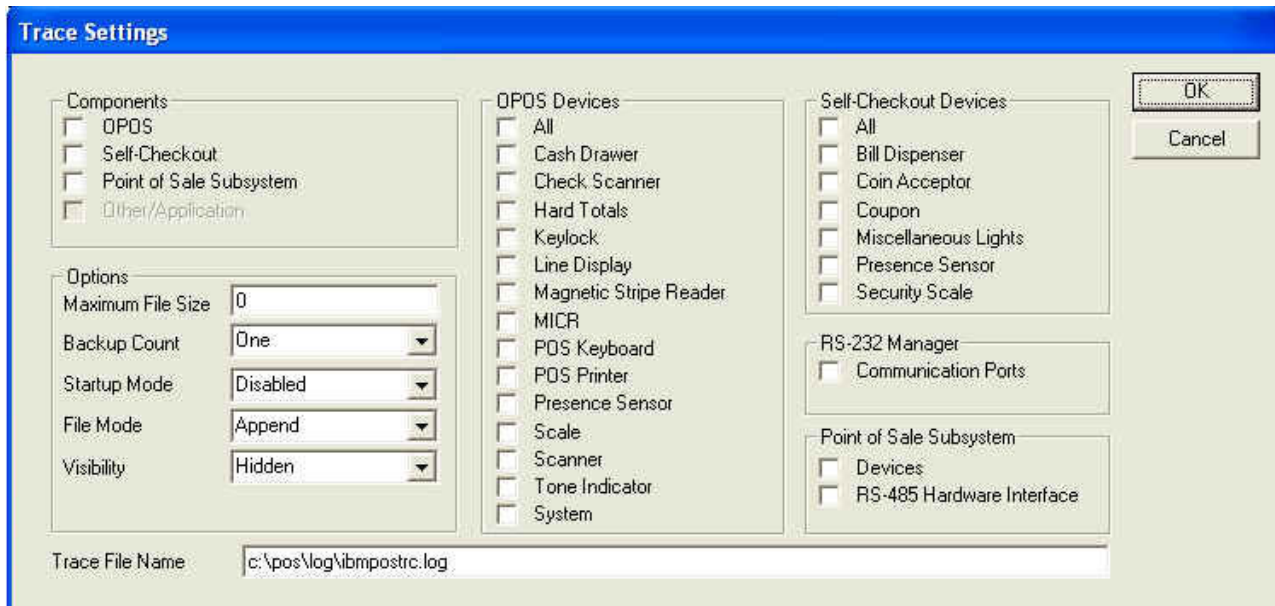 Trace Settings
Components
OPOS
Self-Checkout
Point of Sale Subsystem
Other/Application
Options
Maximum File Size 0
Backup Count One
Startup Mode Disabled
File Mode Append
Visibility Hidden
OPOS Devices
All
Cash Drawer
Check Scanner
Hard Totals
Keylock
Line Display
Magnetic Stripe Reader
MICR
POS Keyboard
POS Printer
Presence Sensor
Scale
Scanner
Tone Indicator
System
Self-Checkout Devices
All
Bill Dispenser
Coin Acceptor
Coupon
Miscellaneous Lights
Presence Sensor
Security Scale
RS-232 Manager
Communication Ports
Point of Sale Subsystem
Devices
RS-485 Hardware Interface
OK
Cancel
Trace File Name c:\pos\log\ibmpostrc.log